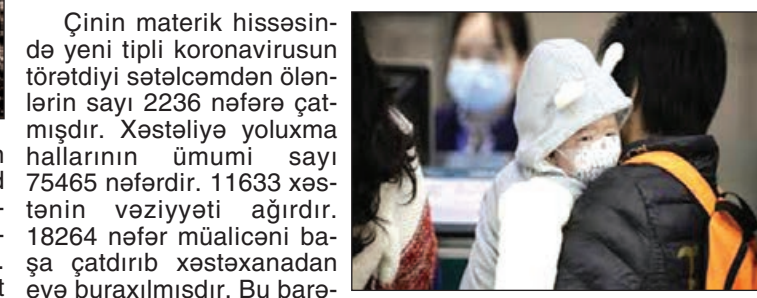 Çinin materik hissəsin-
də yeni tipli koronavirusun
törətdiyi sətəlcəmdən ölən-
lərin sayı 2236 nəfərə çat-
mışdır. Xəstəliyə yoluxma
hallarının ümumi sayı
75465 nəfərdir. 11633 xəs-
tənin vəziyyəti ağırdır.
18264 nəfər müalicəni ba-
şa çatdırıb xəstəxanadan
evə buraxılmışdır. Bu barə-